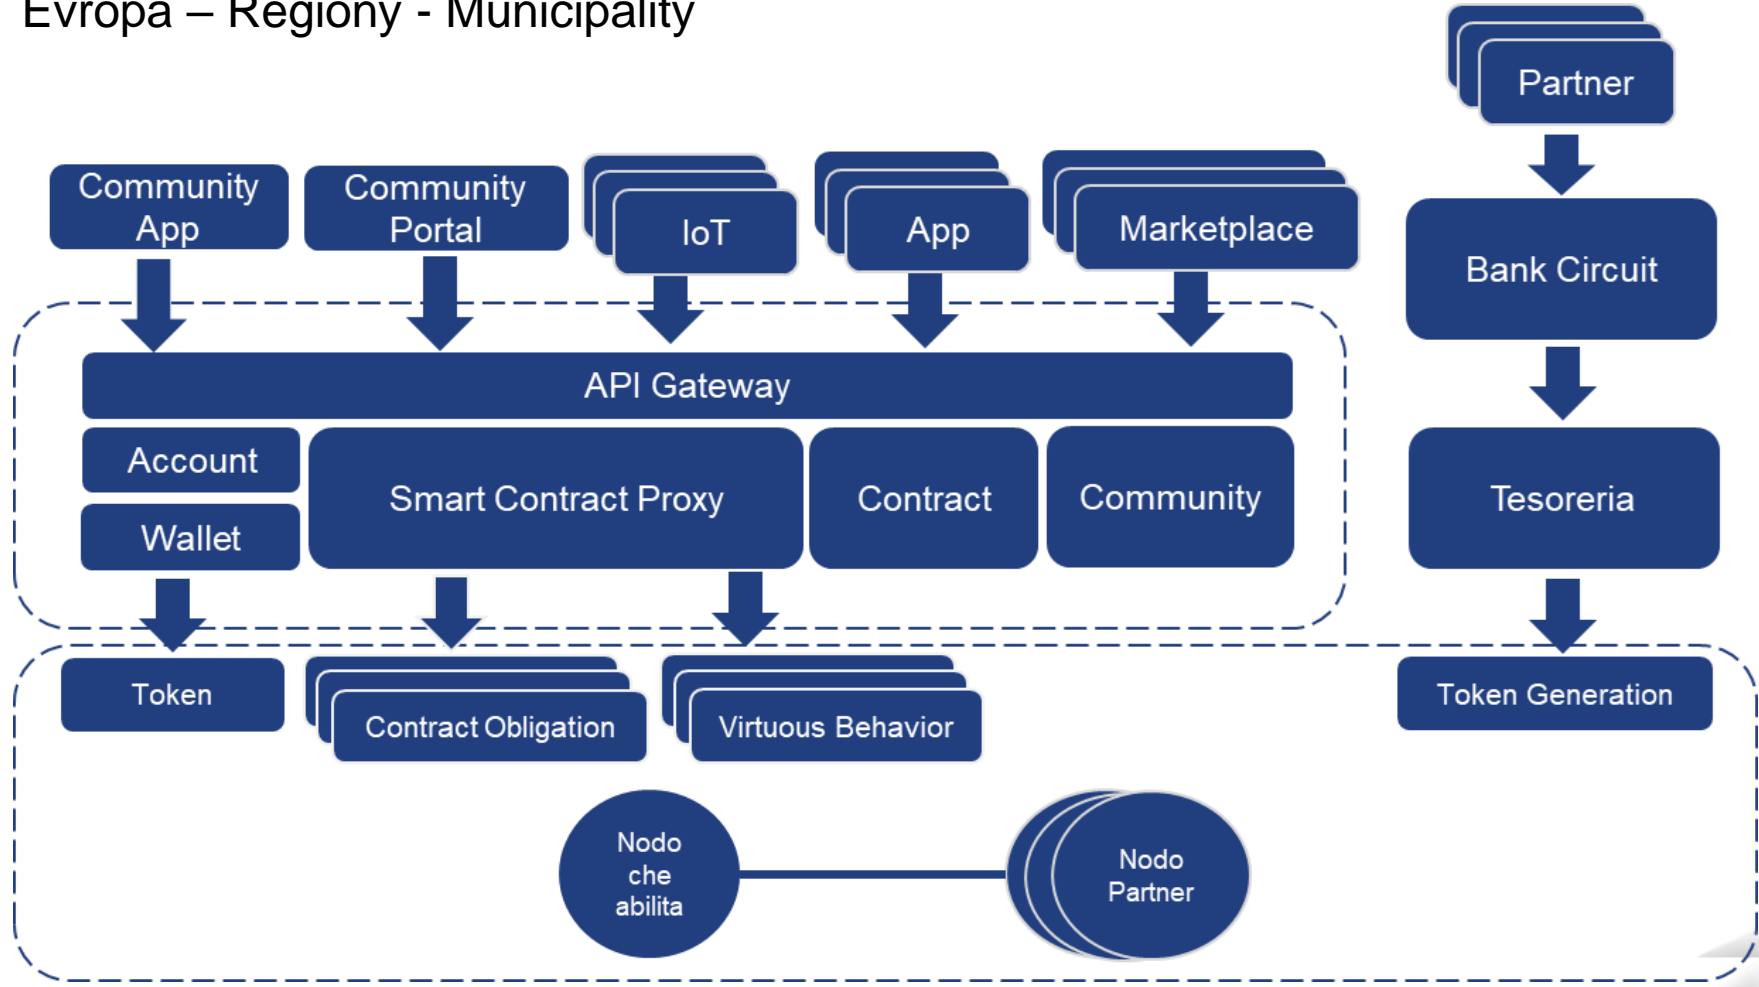 Evropa – Regiony - Municipality
Partner
Community
App
Community
Portal
IoT
App
Marketplace
Bank Circuit
API Gateway
Account
Wallet
Smart Contract Proxy
Contract
Community
Tesoreria
Token
Contract Obligation
Virtuous Behavior
Token Generation
Nodo
che
abilita
Nodo
Partner